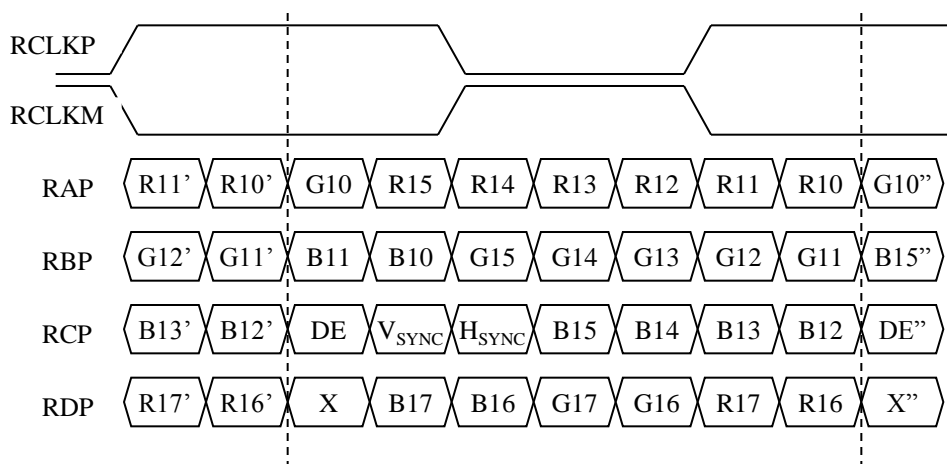 RCLKP
RCLKM
RAP R11’ R10’ G10 R15 R14 R13 R12 R11 R10 G10”
RBP G12’ G11’ B11 B10 G15 G14 G13 G12 G11 B15”
RCP B13’ B12’ DE VSYNC HSYNC B15 B14 B13 B12 DE”
RDP R17’ R16’ X B17 B16 G17 G16 R17 R16 X”